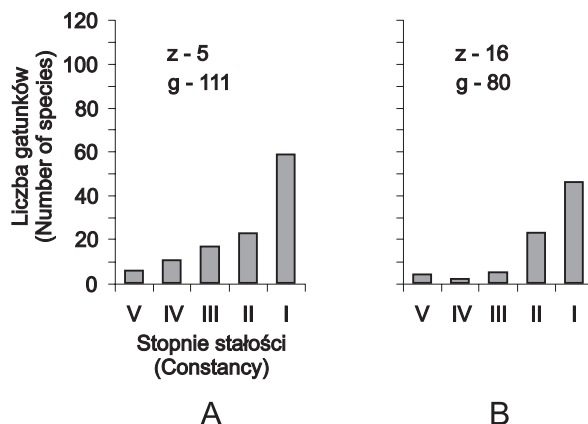 Liczba gatunków
(Number of species)
120
100
80
60
40
20
0
z - 5
g - 111
V IV III II I
Stopnie stałości
(Constancy)
A
z - 16
g - 80
V IV III II I
B